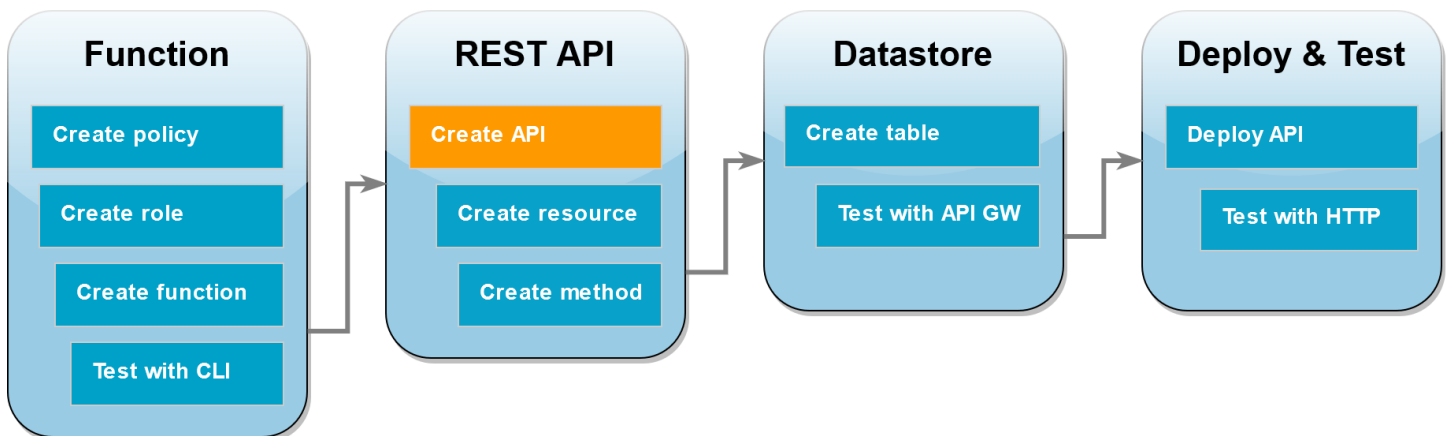 Function
Create policy
Create role
Create function
Test with CLI
REST API
Create API
Create resource
Create method
Datastore
Create table
Test with API GW
Deploy & Test
Deploy API
Test with HTTP